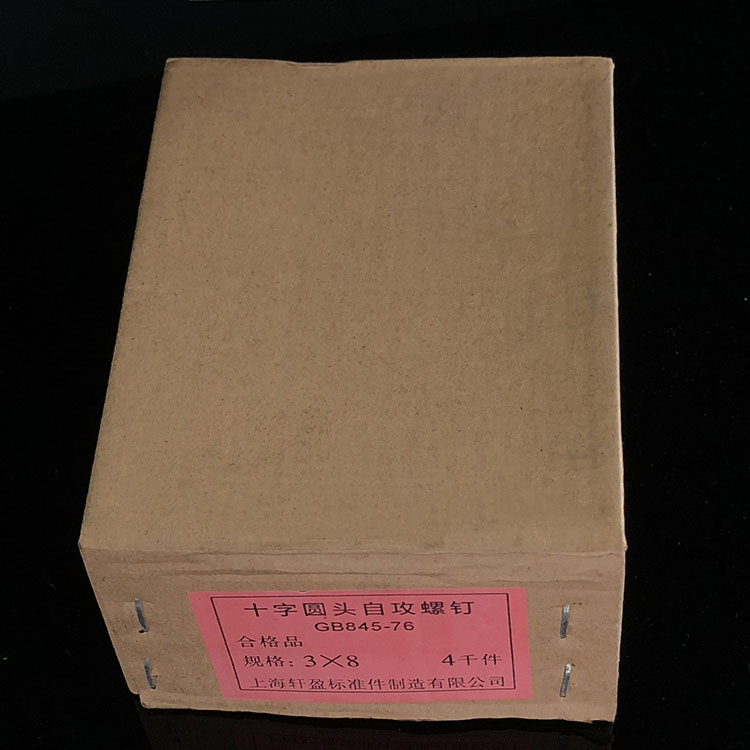 十字圆头自攻螺钉
GB845-76
合格品
规格: 3×8 4千件
上海轩盈标准件制造有限公司